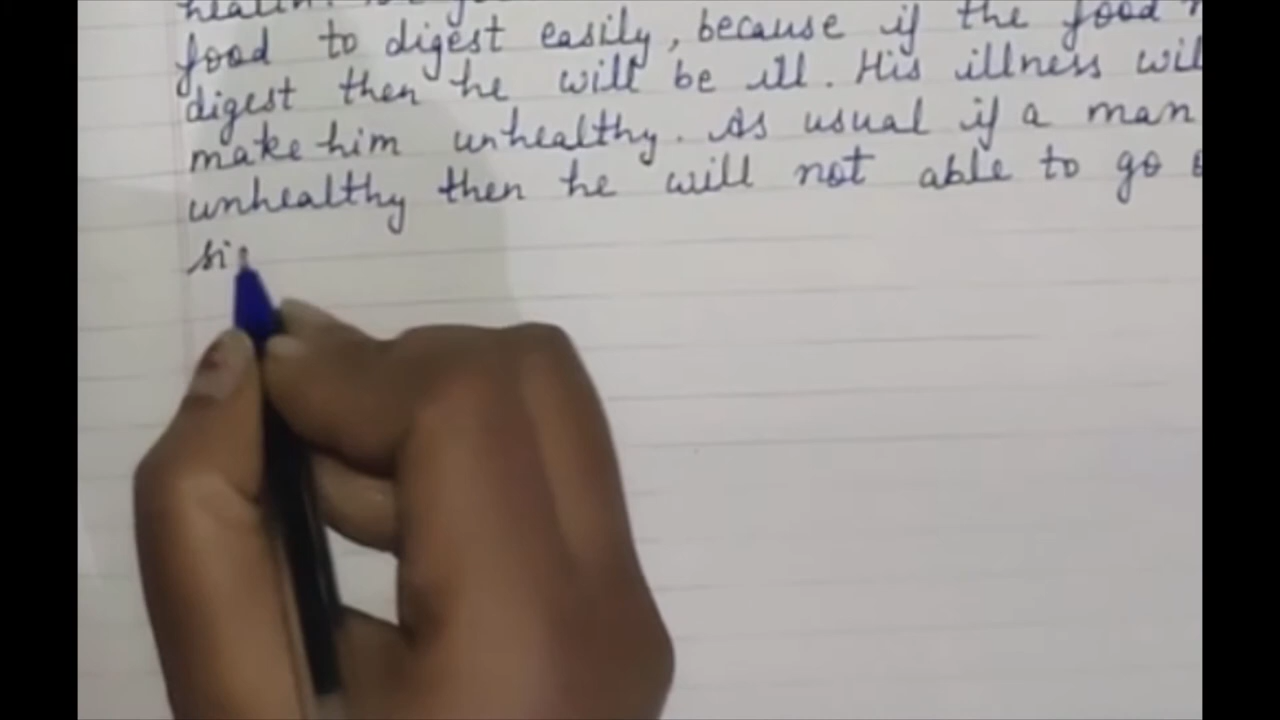 food to digest easily, because if the food
digest then he will be ill. His illness
make him unhealthy. As usual if a man
unhealthy then he will not able to go
si